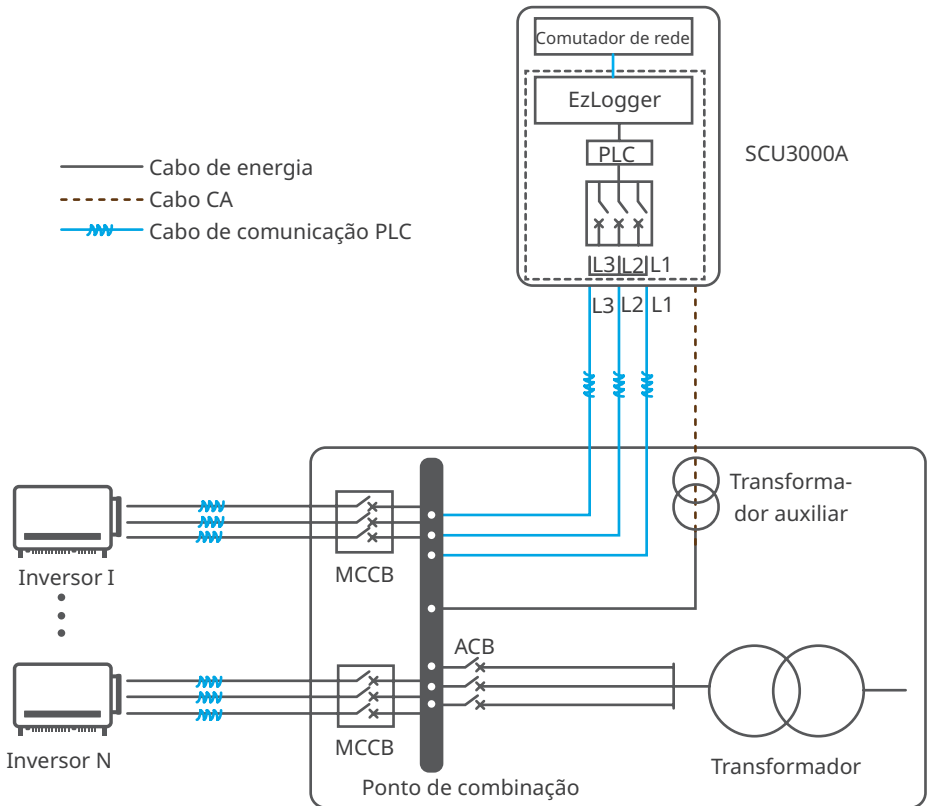 Comutador de rede
EzLogger
PLC
SCU3000A
Cabo de energia
Cabo CA
Cabo de comunicação PLC
L3 L2 L1
L3 L2 L1
Transforma-
dor auxiliar
MCCB
Inversor I
ACB
MCCB
Inversor N
Transformador
Ponto de combinação